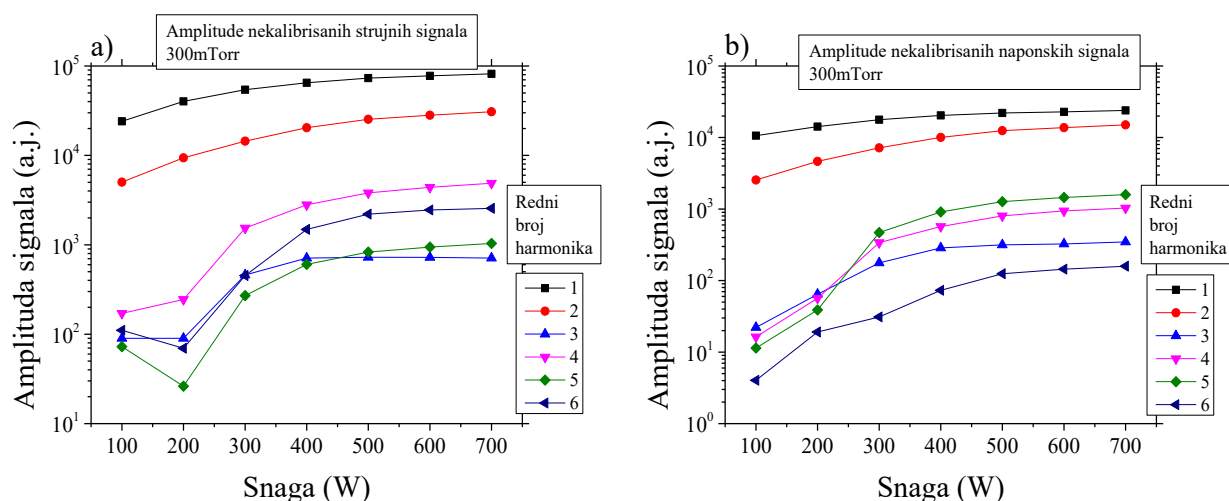 a)
Amplitude nekalibrisanih strujnih signala
300mTorr
10^5
10^4
10^3
10^2
10^1
Amplituda signala (a.j.)
100 200 300 400 500 600 700
Snaga (W)
Redni
broj
harmonika
1
2
3
4
5
6
b)
Amplitude nekalibrisanih naponskih signala
300mTorr
10^5
10^4
10^3
10^2
10^1
10^0
Amplituda signala (a.j.)
100 200 300 400 500 600 700
Snaga (W)
Redni
broj
harmonika
1
2
3
4
5
6